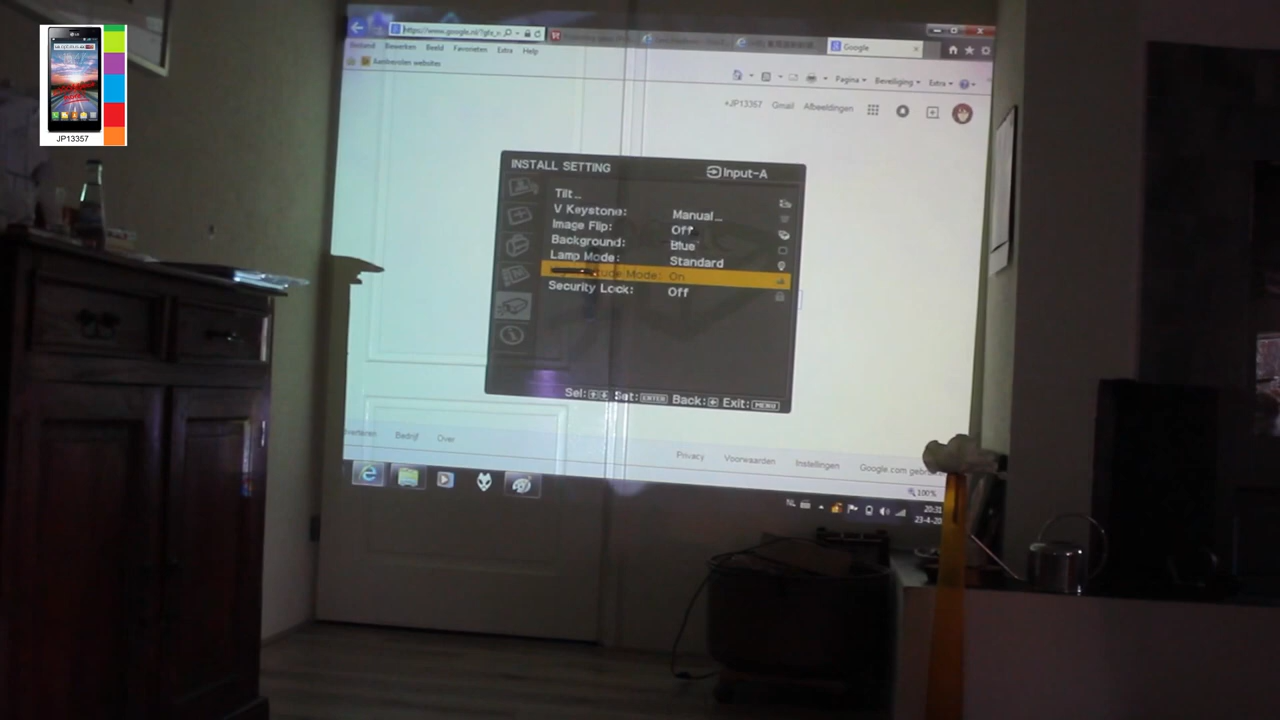 JP13357
https://www.google.nl/?gfx_r
Google
Bestand Bewerken Beeld Favorieten Extra Help
Aanbevolen websites
Pagina Beveiliging Extra
+JP13357 Gmail Afbeeldingen
INSTALL SETTING Input-A
Tilt...
V Keystone: Manual...
Image Flip: Off
Background: Blue
Lamp Mode: Standard
Mode: On
Security Lock: Off
Sel: Set: ENTER Back: Exit: MENU
Bedrijf Over
Privacy Voorwaarden Instellingen Google.com
100%
NL 20:31
23-4-20